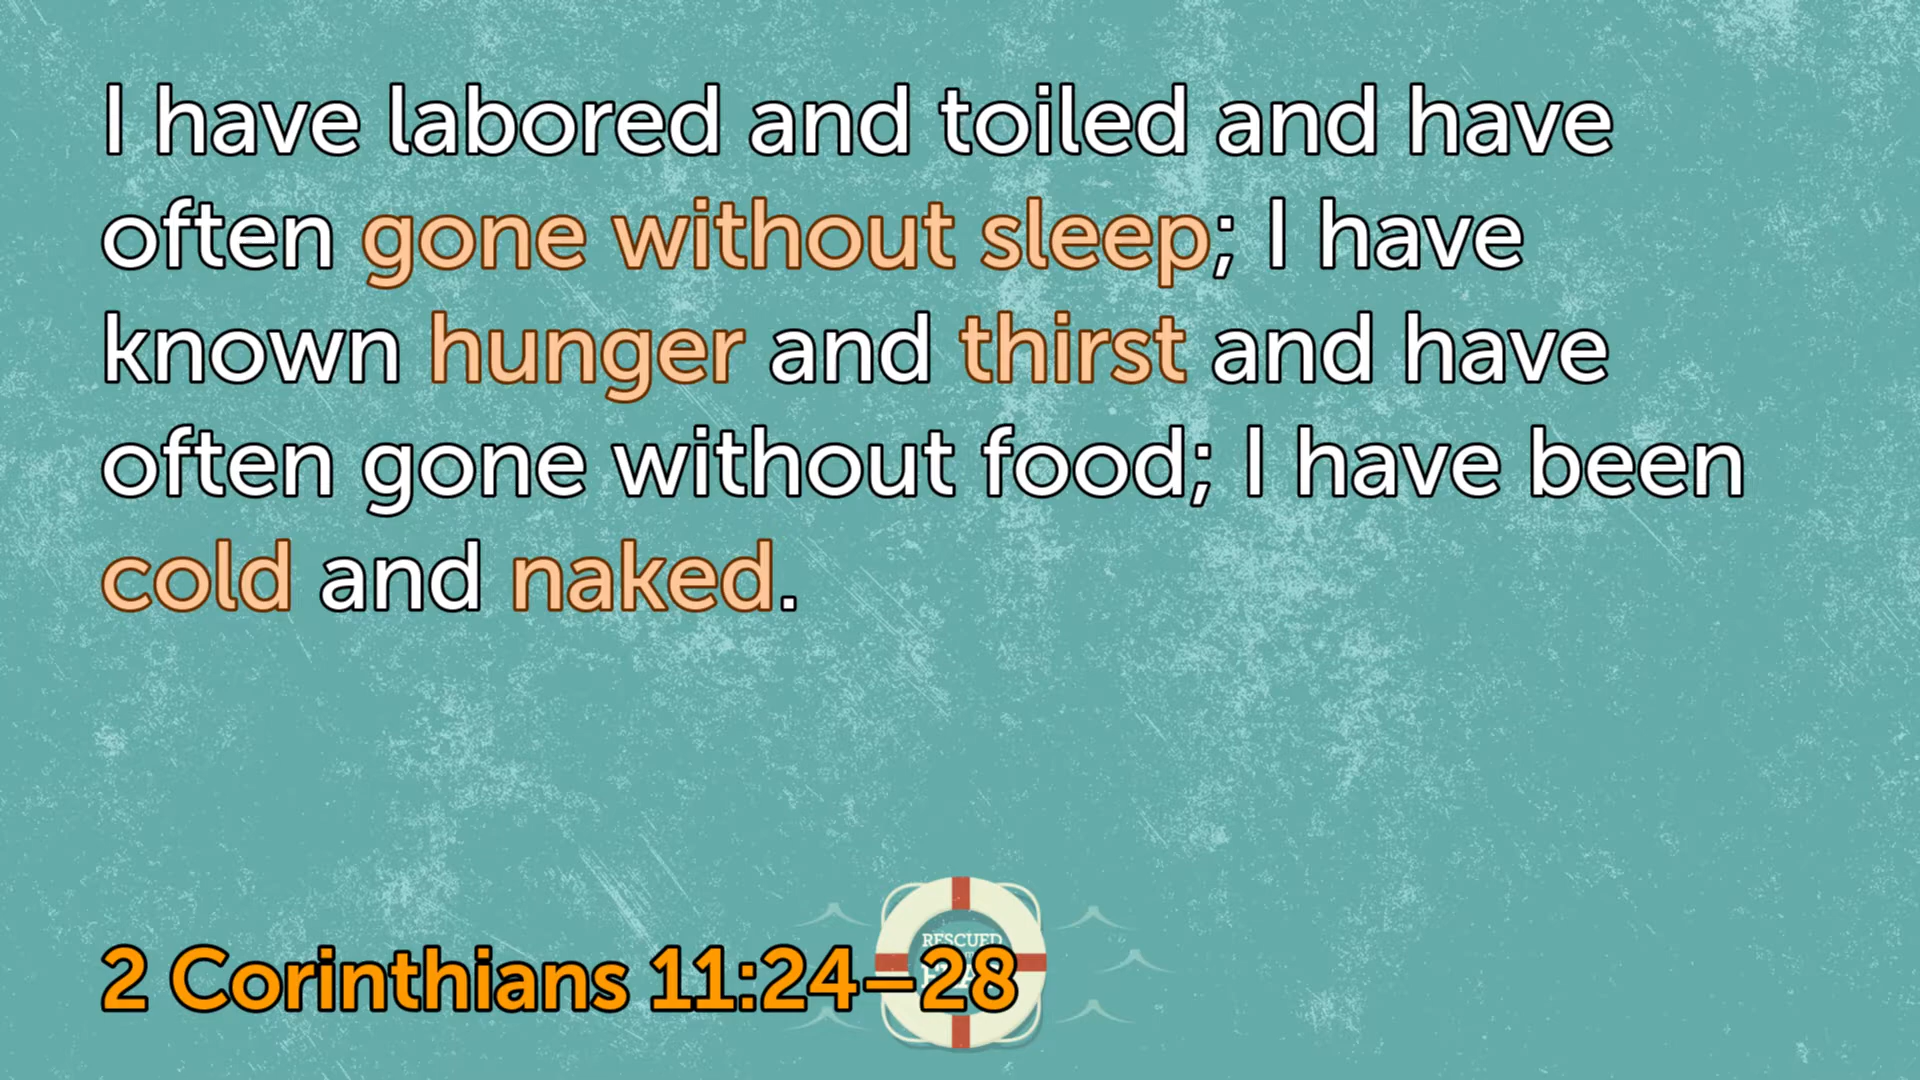 I have labored and toiled and have
often gone without sleep; I have
known hunger and thirst and have
often gone without food; I have been
cold and naked.
RESCUED
2 Corinthians 11:24–28